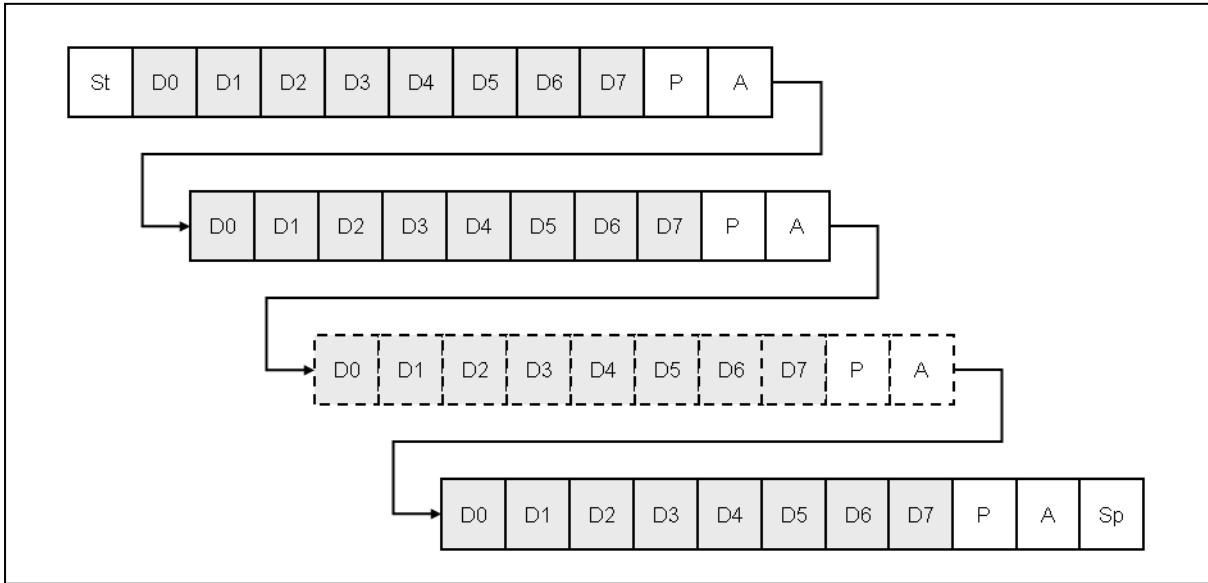 St D0 D1 D2 D3 D4 D5 D6 D7 P A
D0 D1 D2 D3 D4 D5 D6 D7 P A
D0 D1 D2 D3 D4 D5 D6 D7 P A
D0 D1 D2 D3 D4 D5 D6 D7 P A Sp